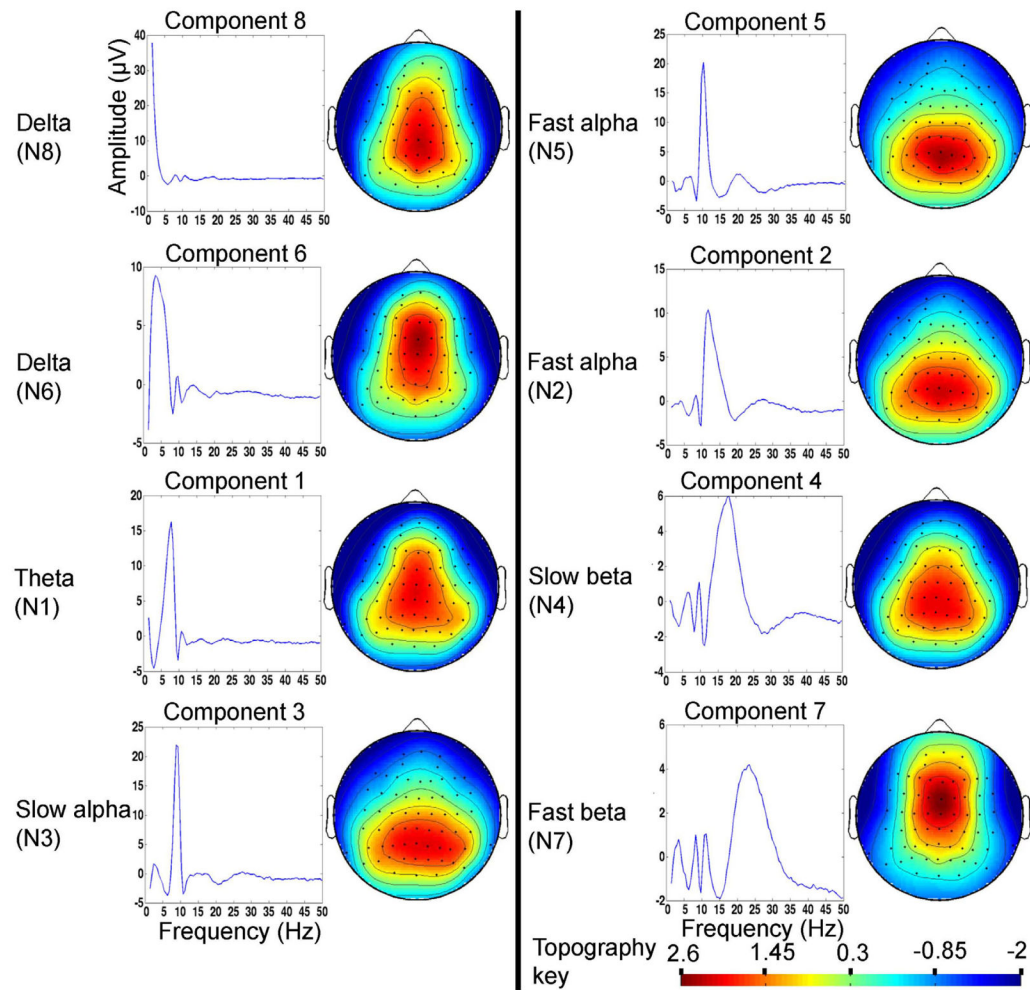 Component 8
Amplitude (µV)
40
30
20
10
0
-10
0 5 10 15 20 25 30 35 40 45 50
Delta
(N8)
Component 6
10
5
0
-5
0 5 10 15 20 25 30 35 40 45 50
Delta
(N6)
Component 1
20
15
10
5
0
-5
0 5 10 15 20 25 30 35 40 45 50
Theta
(N1)
Component 3
25
20
15
10
5
0
-5
0 5 10 15 20 25 30 35 40 45 50
Slow alpha
(N3)
Frequency (Hz)
Component 5
25
20
15
10
5
0
-5
0 5 10 15 20 25 30 35 40 45 50
Fast alpha
(N5)
Component 2
15
10
5
0
-5
0 5 10 15 20 25 30 35 40 45 50
Fast alpha
(N2)
Component 4
6
4
2
0
-2
-4
0 5 10 15 20 25 30 35 40 45 50
Slow beta
(N4)
Component 7
6
4
2
0
-2
0 5 10 15 20 25 30 35 40 45 50
Fast beta
(N7)
Frequency (Hz)
Topography
key
2.6 1.45 0.3 -0.85 -2